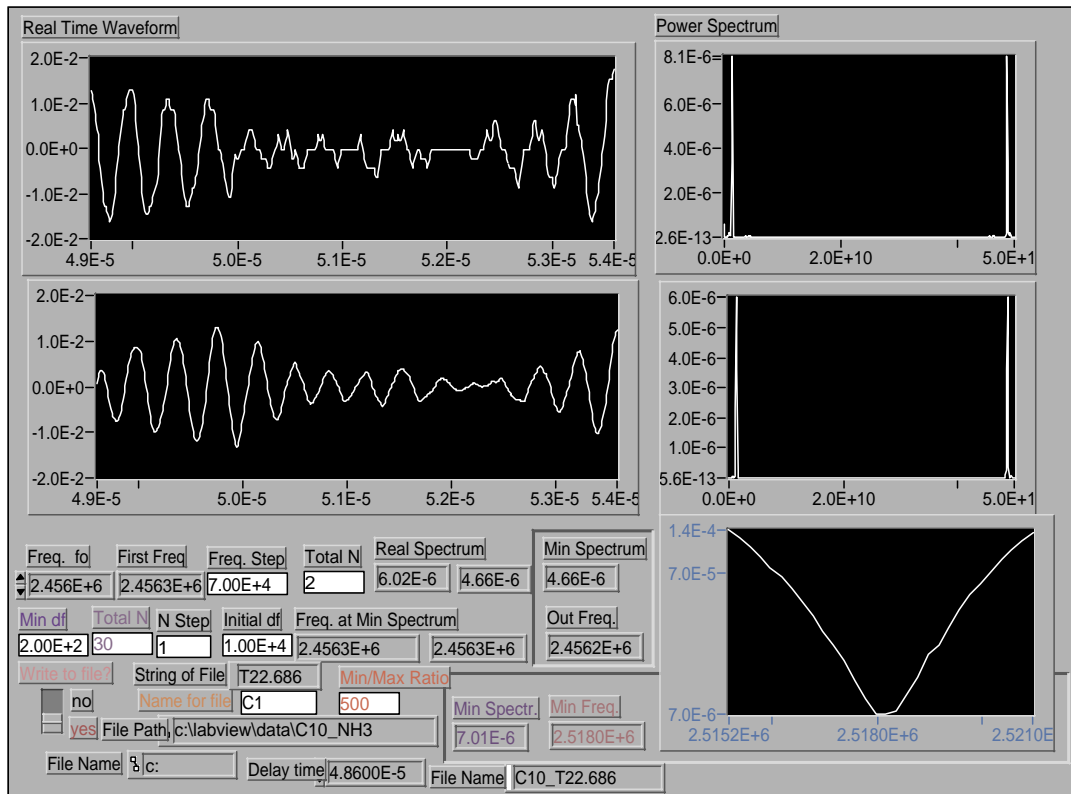 Real Time Waveform
Power Spectrum
2.0E-2
1.0E-2
0.0E+0
-1.0E-2
-2.0E-2
4.9E-5 5.0E-5 5.1E-5 5.2E-5 5.3E-5 5.4E-5
8.1E-6
6.0E-6
4.0E-6
2.0E-6
2.6E-13
0.0E+0 2.0E+10 5.0E+1
2.0E-2
1.0E-2
0.0E+0
-1.0E-2
-2.0E-2
4.9E-5 5.0E-5 5.1E-5 5.2E-5 5.3E-5 5.4E-5
6.0E-6
5.0E-6
4.0E-6
3.0E-6
1.0E-6
5.6E-13
0.0E+0 2.0E+10 5.0E+1
Freq. fo First Freq Freq. Step Total N Real Spectrum Min Spectrum
2.456E+6 2.4563E+6 7.00E+4 2 6.02E-6 4.66E-6 4.66E-6
Min df Total N N Step Initial df Freq. at Min Spectrum Out Freq.
2.00E+2 30 1 1.00E+4 2.4563E+6 2.4563E+6 2.4562E+6
Write to file? String of File T22.686 Min/Max Ratio
no Name for file C1 500
yes File Path, c:\labview\data\C10_NH3
Min Spectr. Min Freq.
7.01E-6 2.5180E+6
File Name c: Delay time 4.8600E-5 File Name C10_T22.686
1.4E-4
7.0E-5
7.0E-6
2.5152E+6 2.5180E+6 2.5210E